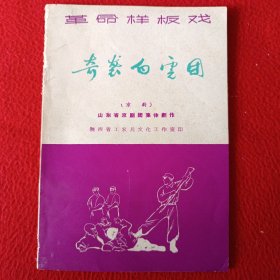 革命样板戏
奇袭白虎团
（京剧）
山东省京剧团集体创作
陕西省工农兵文化工作室印